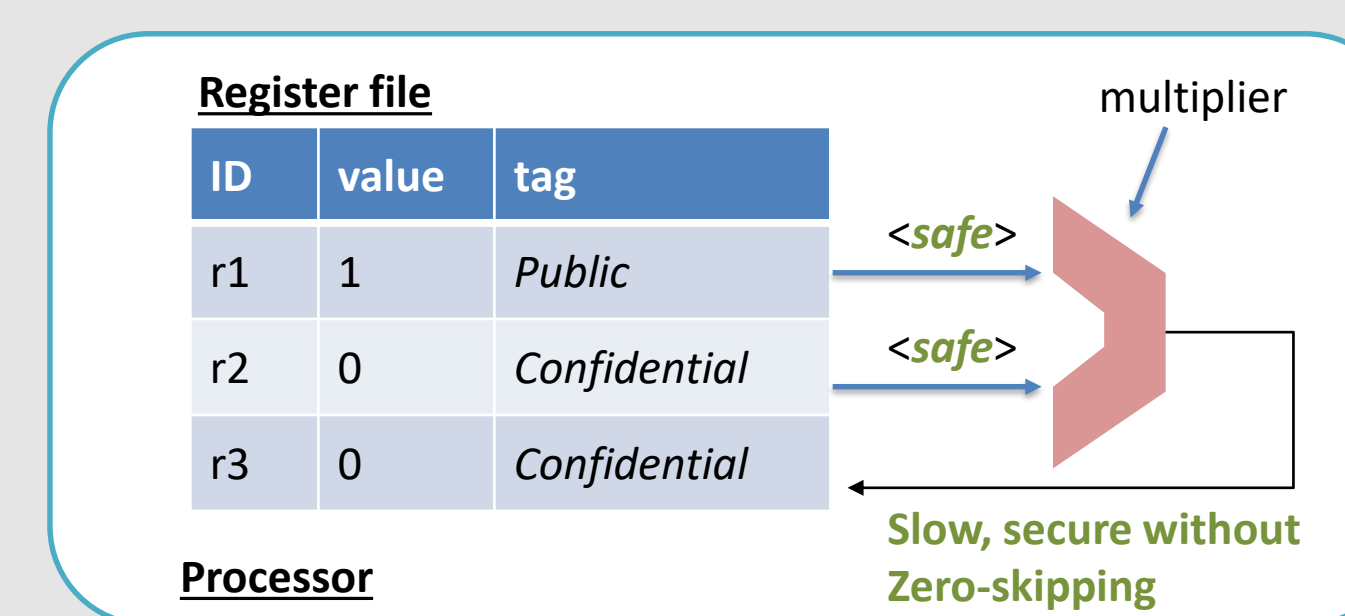 Register file
multiplier
ID value tag
r1 1 Public
r2 0 Confidential
r3 0 Confidential
<safe>
<safe>
Slow, secure without
Zero-skipping
Processor